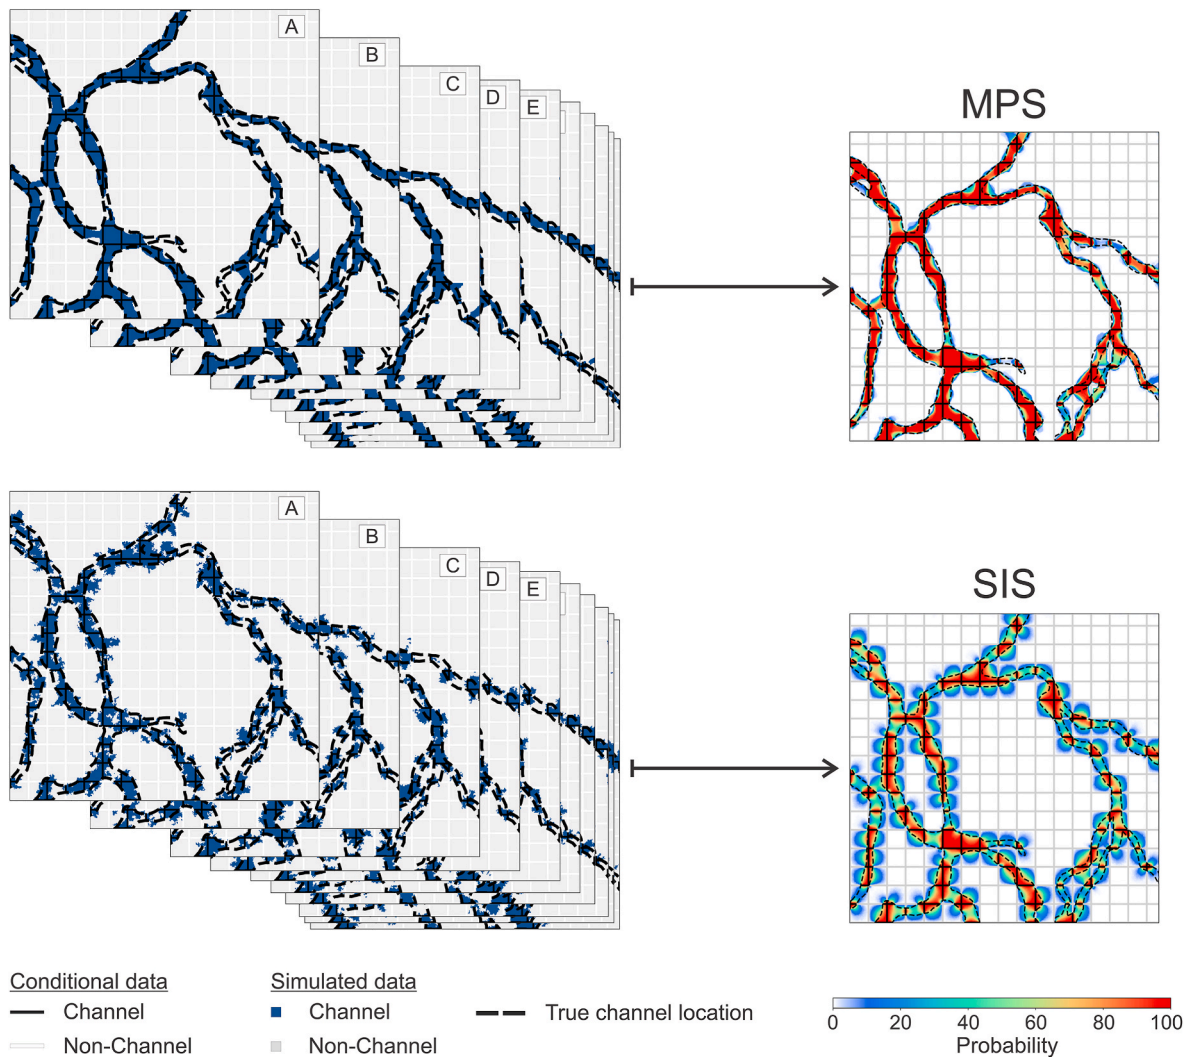 A
B
C
D
E
MPS
A
B
C
D
E
SIS
Conditional data
Channel
Non-Channel
Simulated data
Channel
Non-Channel
True channel location
0 20 40 60 80 100
Probability